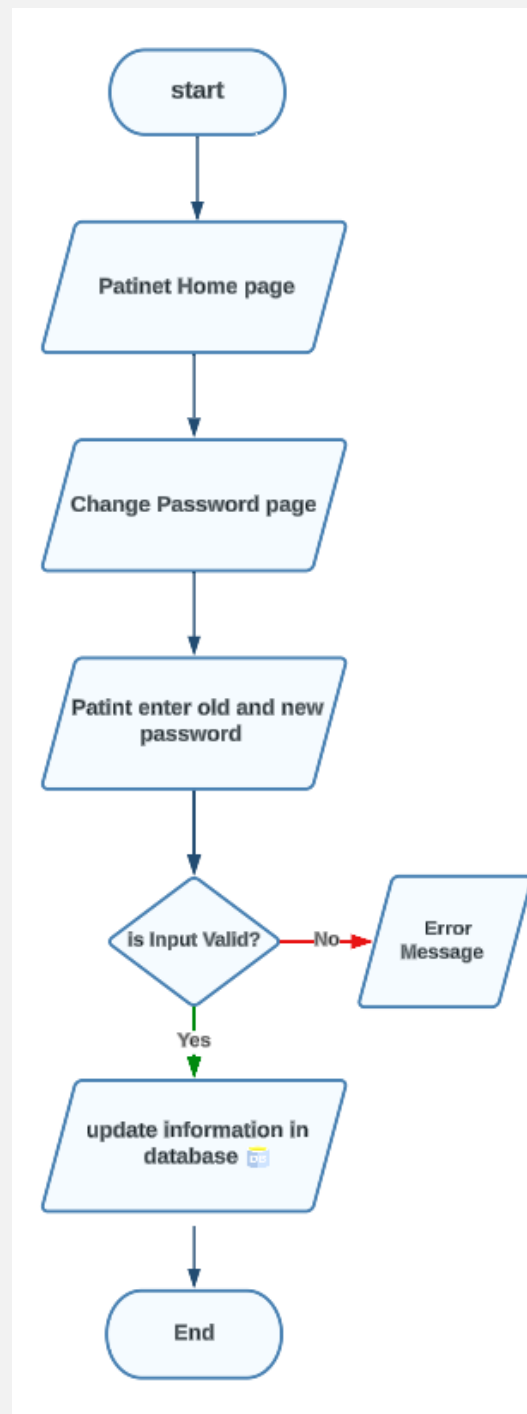 start
Patinet Home page
Change Password page
Patint enter old and new
password
is Input Valid?
No
Error
Message
Yes
update information in
database
DB
End